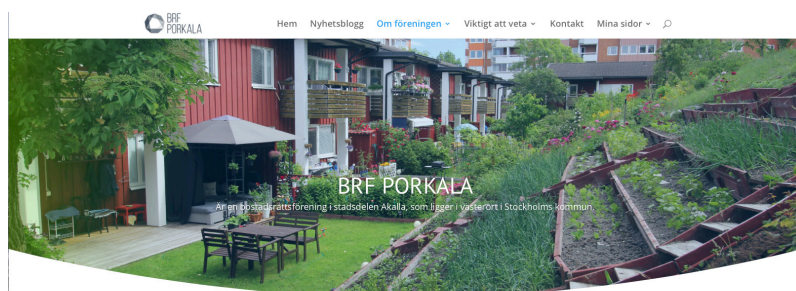 BRF
PORKALA
Hem Nyhetsblogg Om föreningen Viktigt att veta Kontakt Mina sidor
BRF PORKALA
Är en bostadsrättsförening i stadsdelen Akalla, som ligger i västerort i Stockholms kommun.